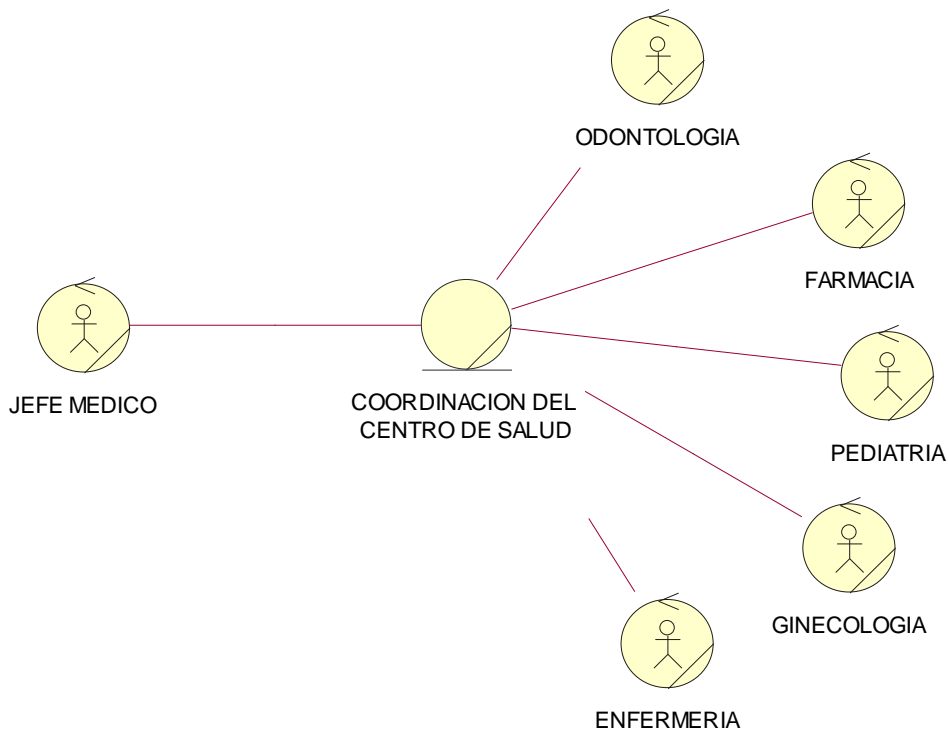 ODONTOLOGIA
FARMACIA
JEFE MEDICO
COORDINACION DEL
CENTRO DE SALUD
PEDIATRIA
GINECOLOGIA
ENFERMERIA